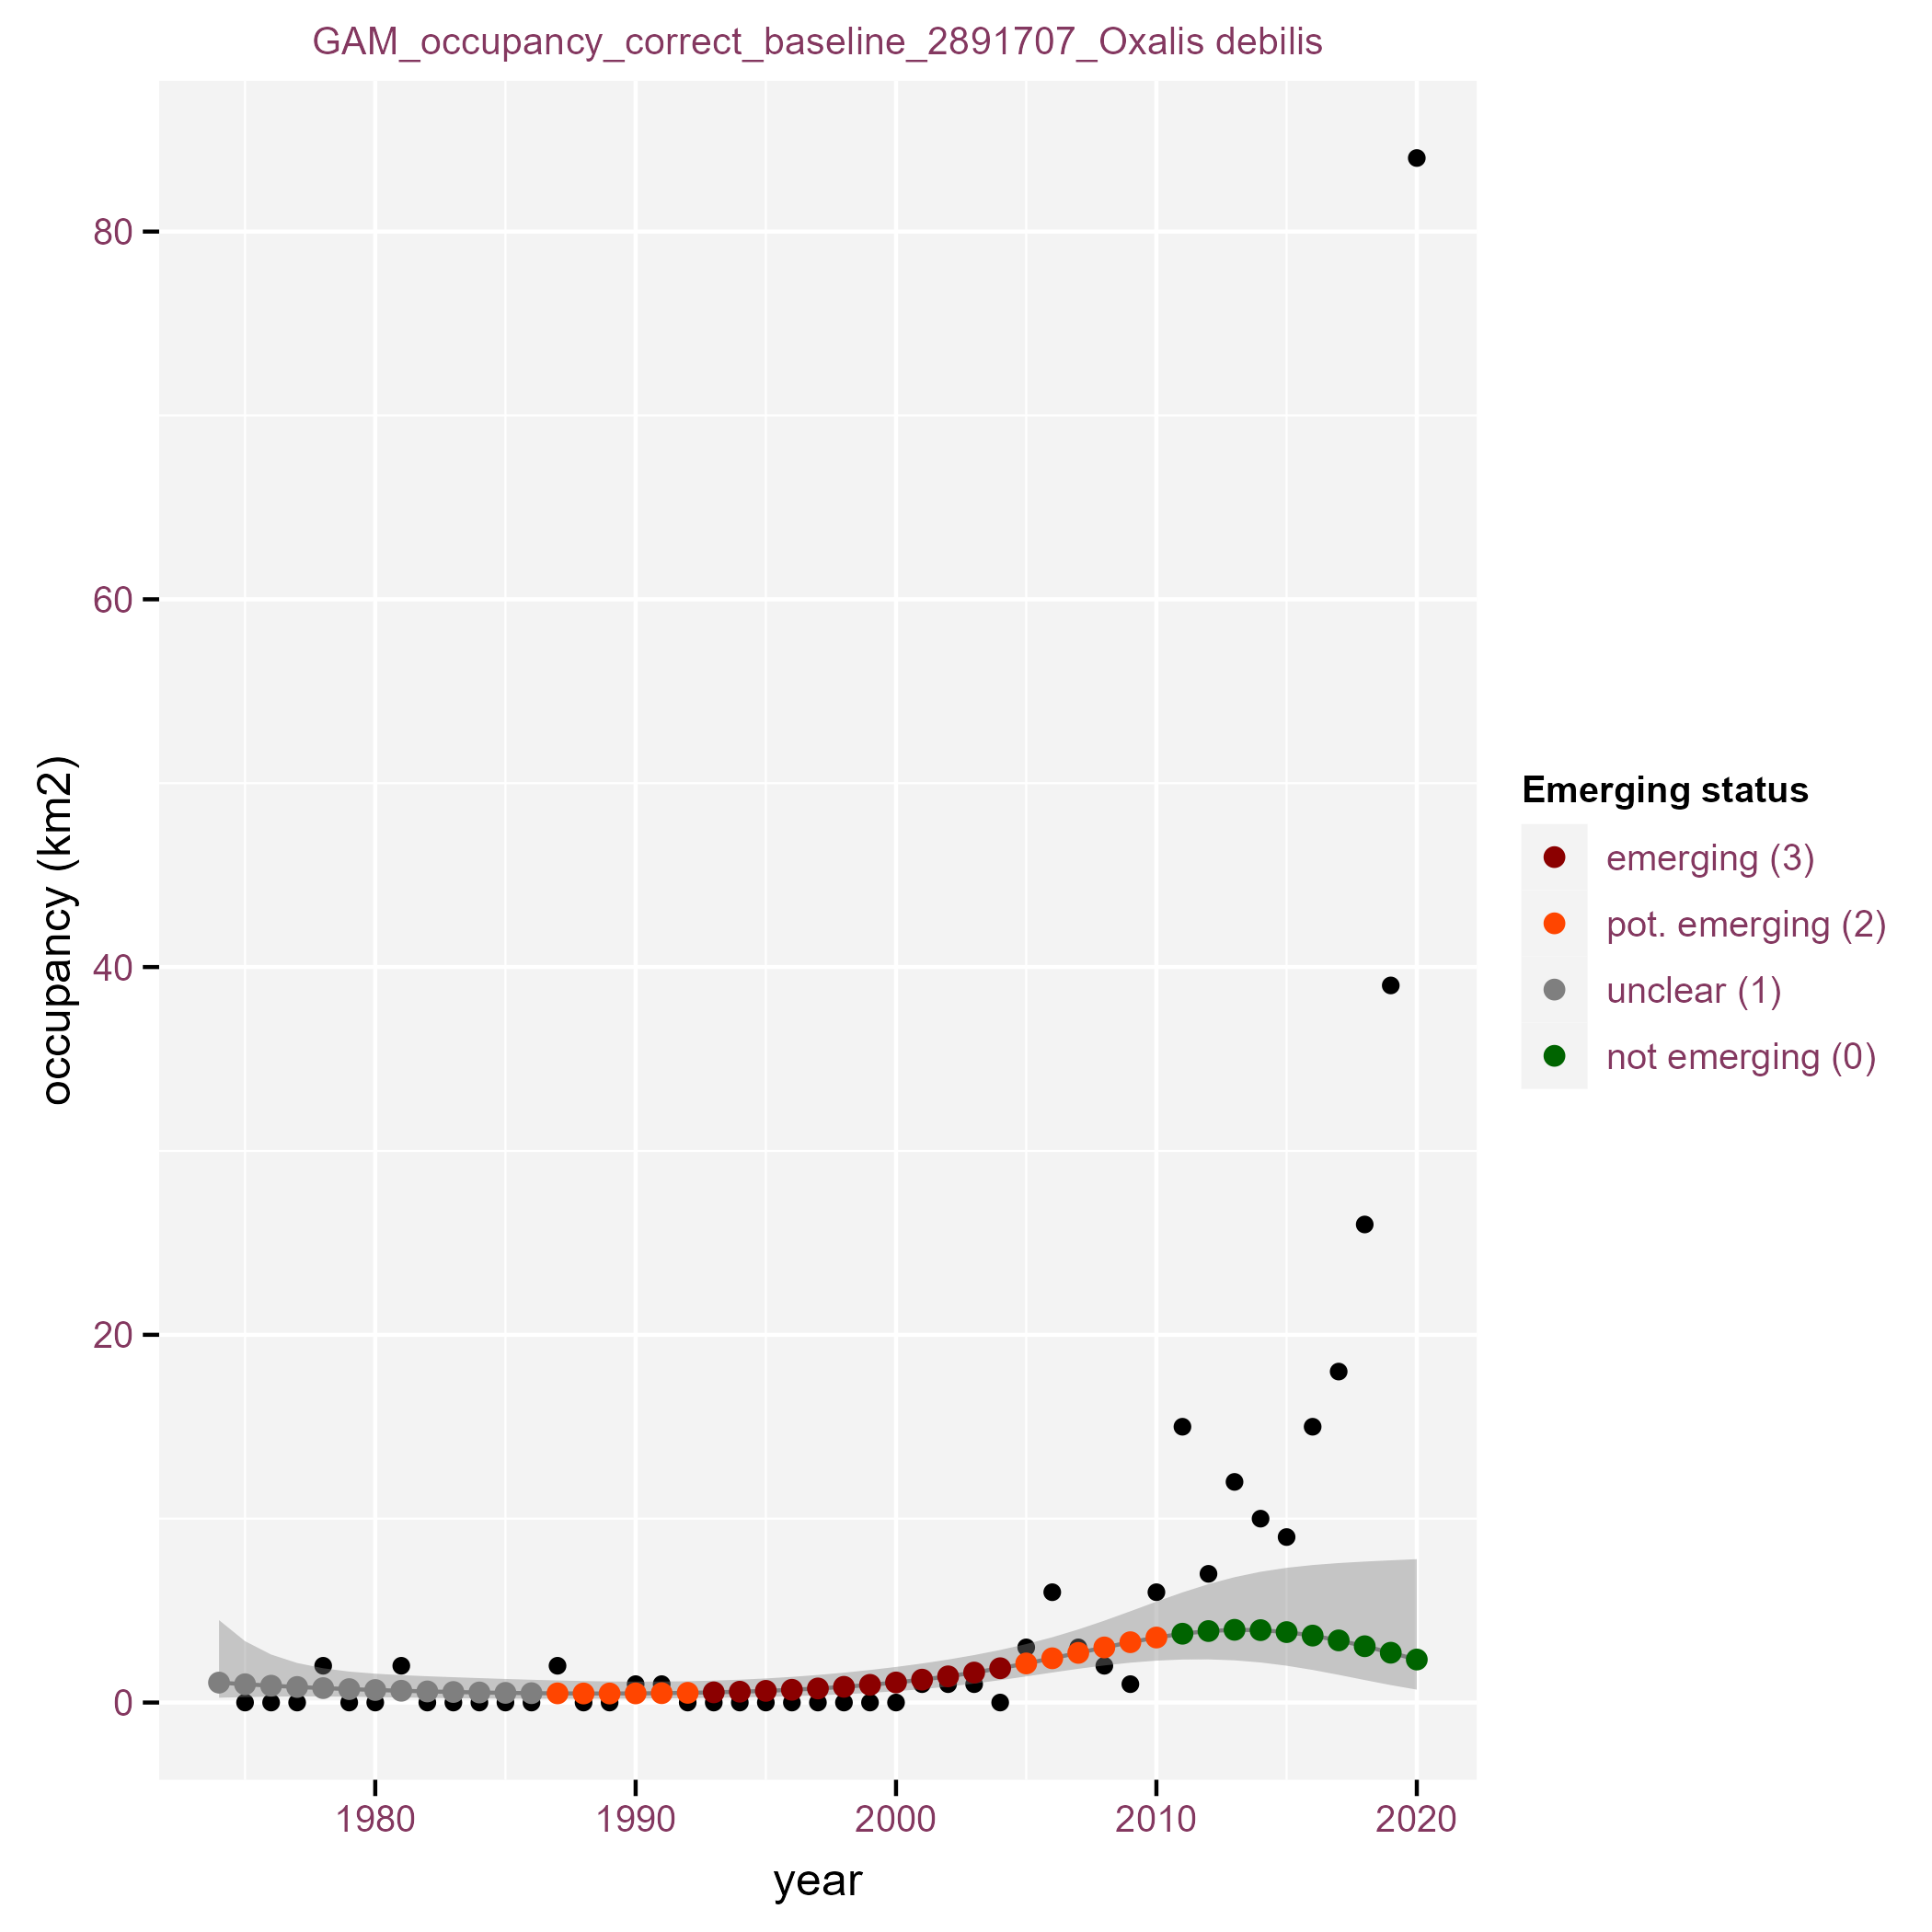 GAM_occupancy_correct_baseline_2891707_Oxalis debilis
80
60
40
20
0
occupancy (km2)
1980
1990
2000
2010
2020
year
Emerging status
emerging (3)
pot. emerging (2)
unclear (1)
not emerging (0)